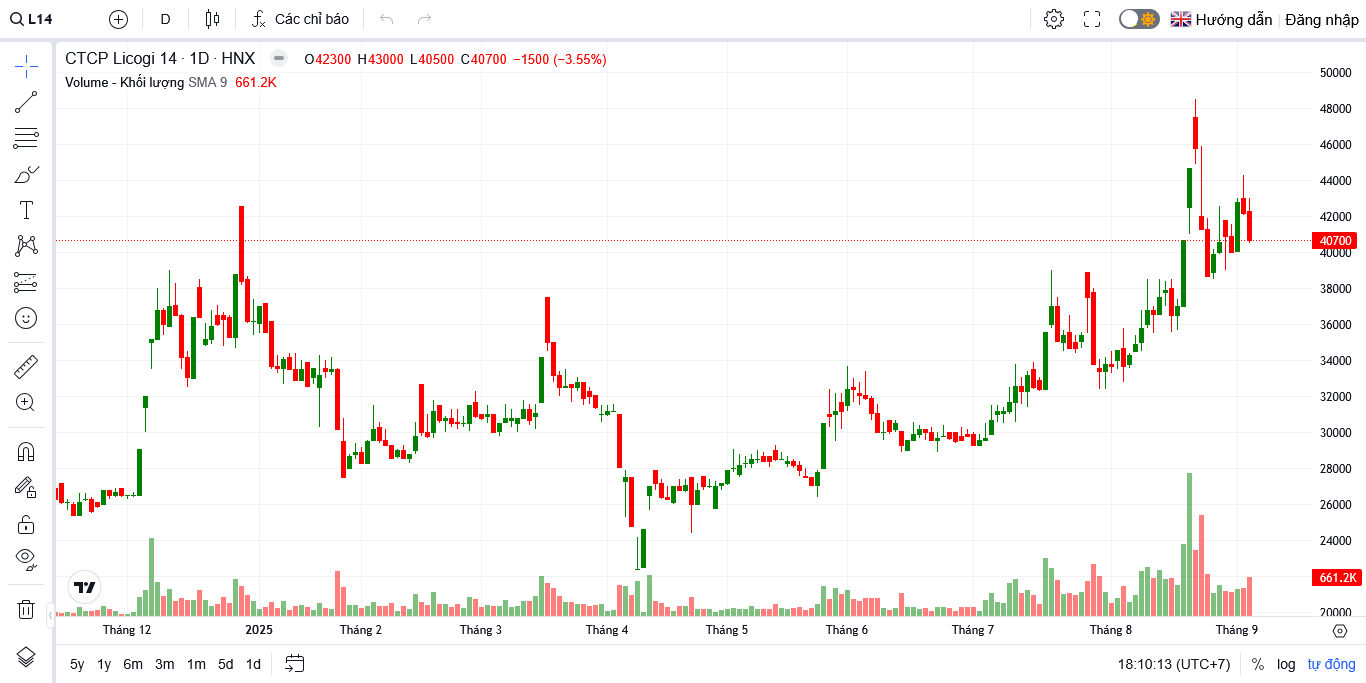 L14 D Các chỉ báo Hướng dẫn Đăng nhập
CTCP Licogi 14 · 1D · HNX O42300 H43000 L40500 C40700 −1500 (−3.55%)
Volume - Khối lượng SMA 9 661.2K
50000
48000
46000
44000
42000
40700
40000
38000
36000
34000
32000
30000
28000
26000
24000
661.2K
20000
Tháng 12 2025 Tháng 2 Tháng 3 Tháng 4 Tháng 5 Tháng 6 Tháng 7 Tháng 8 Tháng 9
5y 1y 6m 3m 1m 5d 1d 18:10:13 (UTC+7) % log tự động